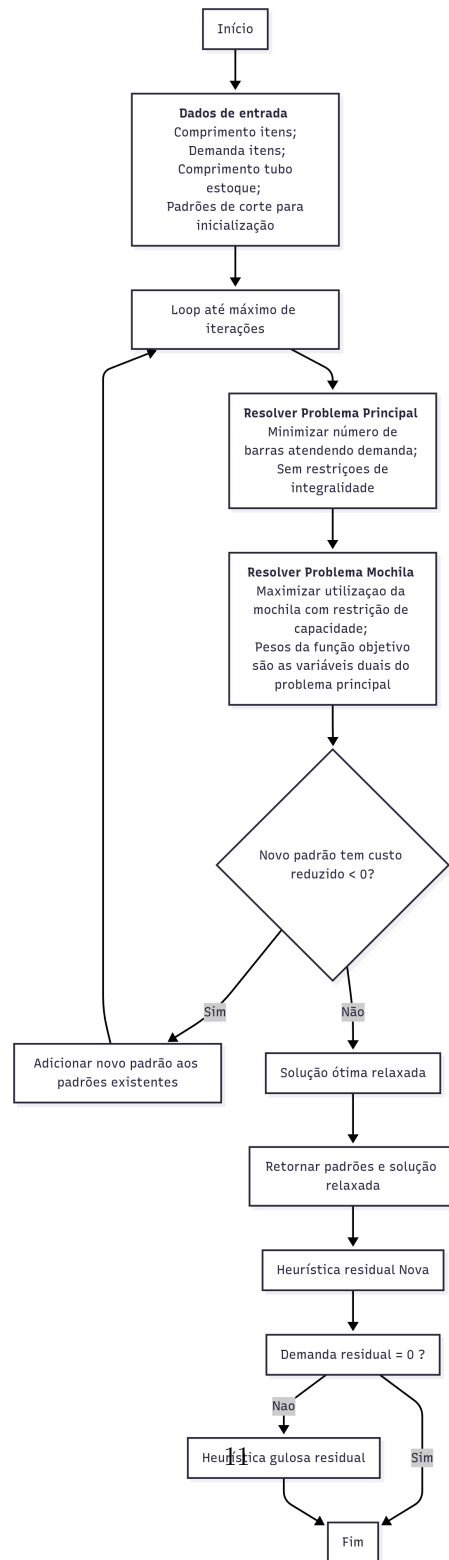 Início
Dados de entrada
Comprimento itens;
Demanda itens;
Comprimento tubo
estoque;
Padrões de corte para
inicialização
Loop até máximo de
iterações
Resolver Problema Principal
Minimizar número de
barras atendendo demanda;
Sem restriçoes de
integralidade
Resolver Problema Mochila
Maximizar utilizaçao da
mochila com restrição de
capacidade;
Pesos da função objetivo
são as variáveis duais do
problema principal
Novo padrão tem custo
reduzido < 0?
Sim
Não
Adicionar novo padrão aos
padrões existentes
Solução ótima relaxada
Retornar padrões e solução
relaxada
Heurística residual Nova
Demanda residual = 0 ?
Nao
Heurística gulosa residual
11
Sim
Fim